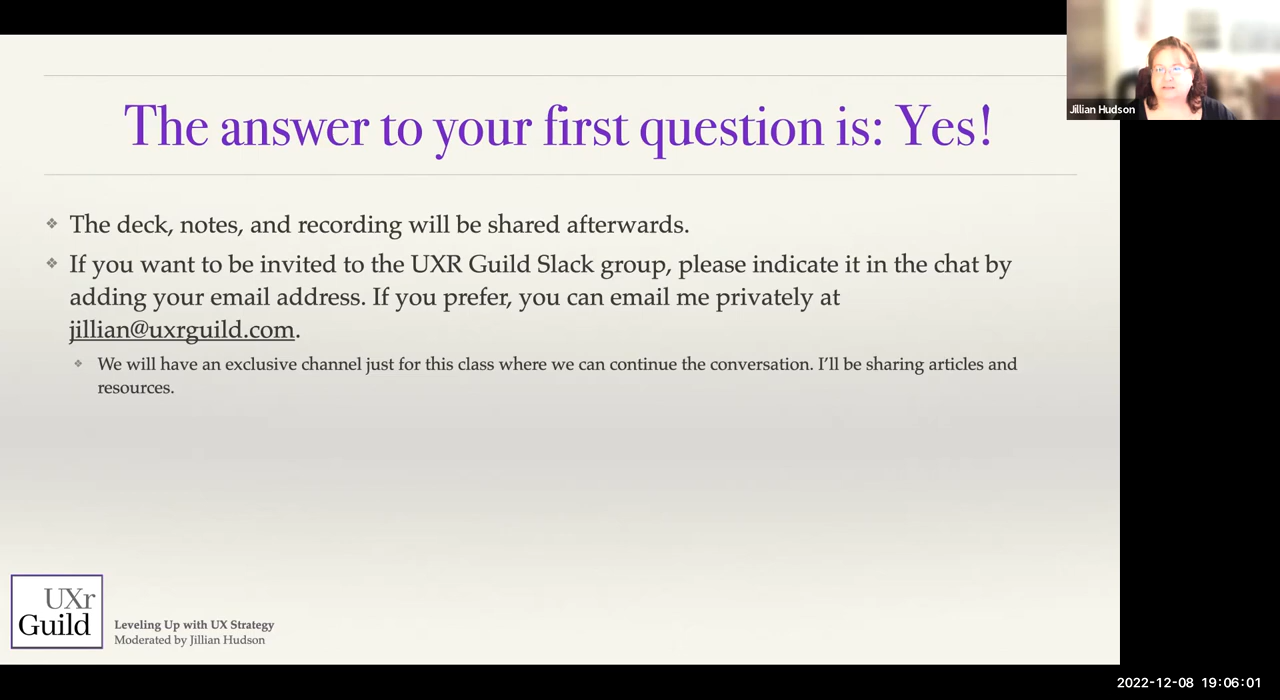 Jillian Hudson
The answer to your first question is: Yes!
❖ The deck, notes, and recording will be shared afterwards.
❖ If you want to be invited to the UXR Guild Slack group, please indicate it in the chat by
adding your email address. If you prefer, you can email me privately at
jillian@uxrguild.com.
❖ We will have an exclusive channel just for this class where we can continue the conversation. I’ll be sharing articles and
resources.
UXr
Guild
Leveling Up with UX Strategy
Moderated by Jillian Hudson
2022-12-08 19:06:01